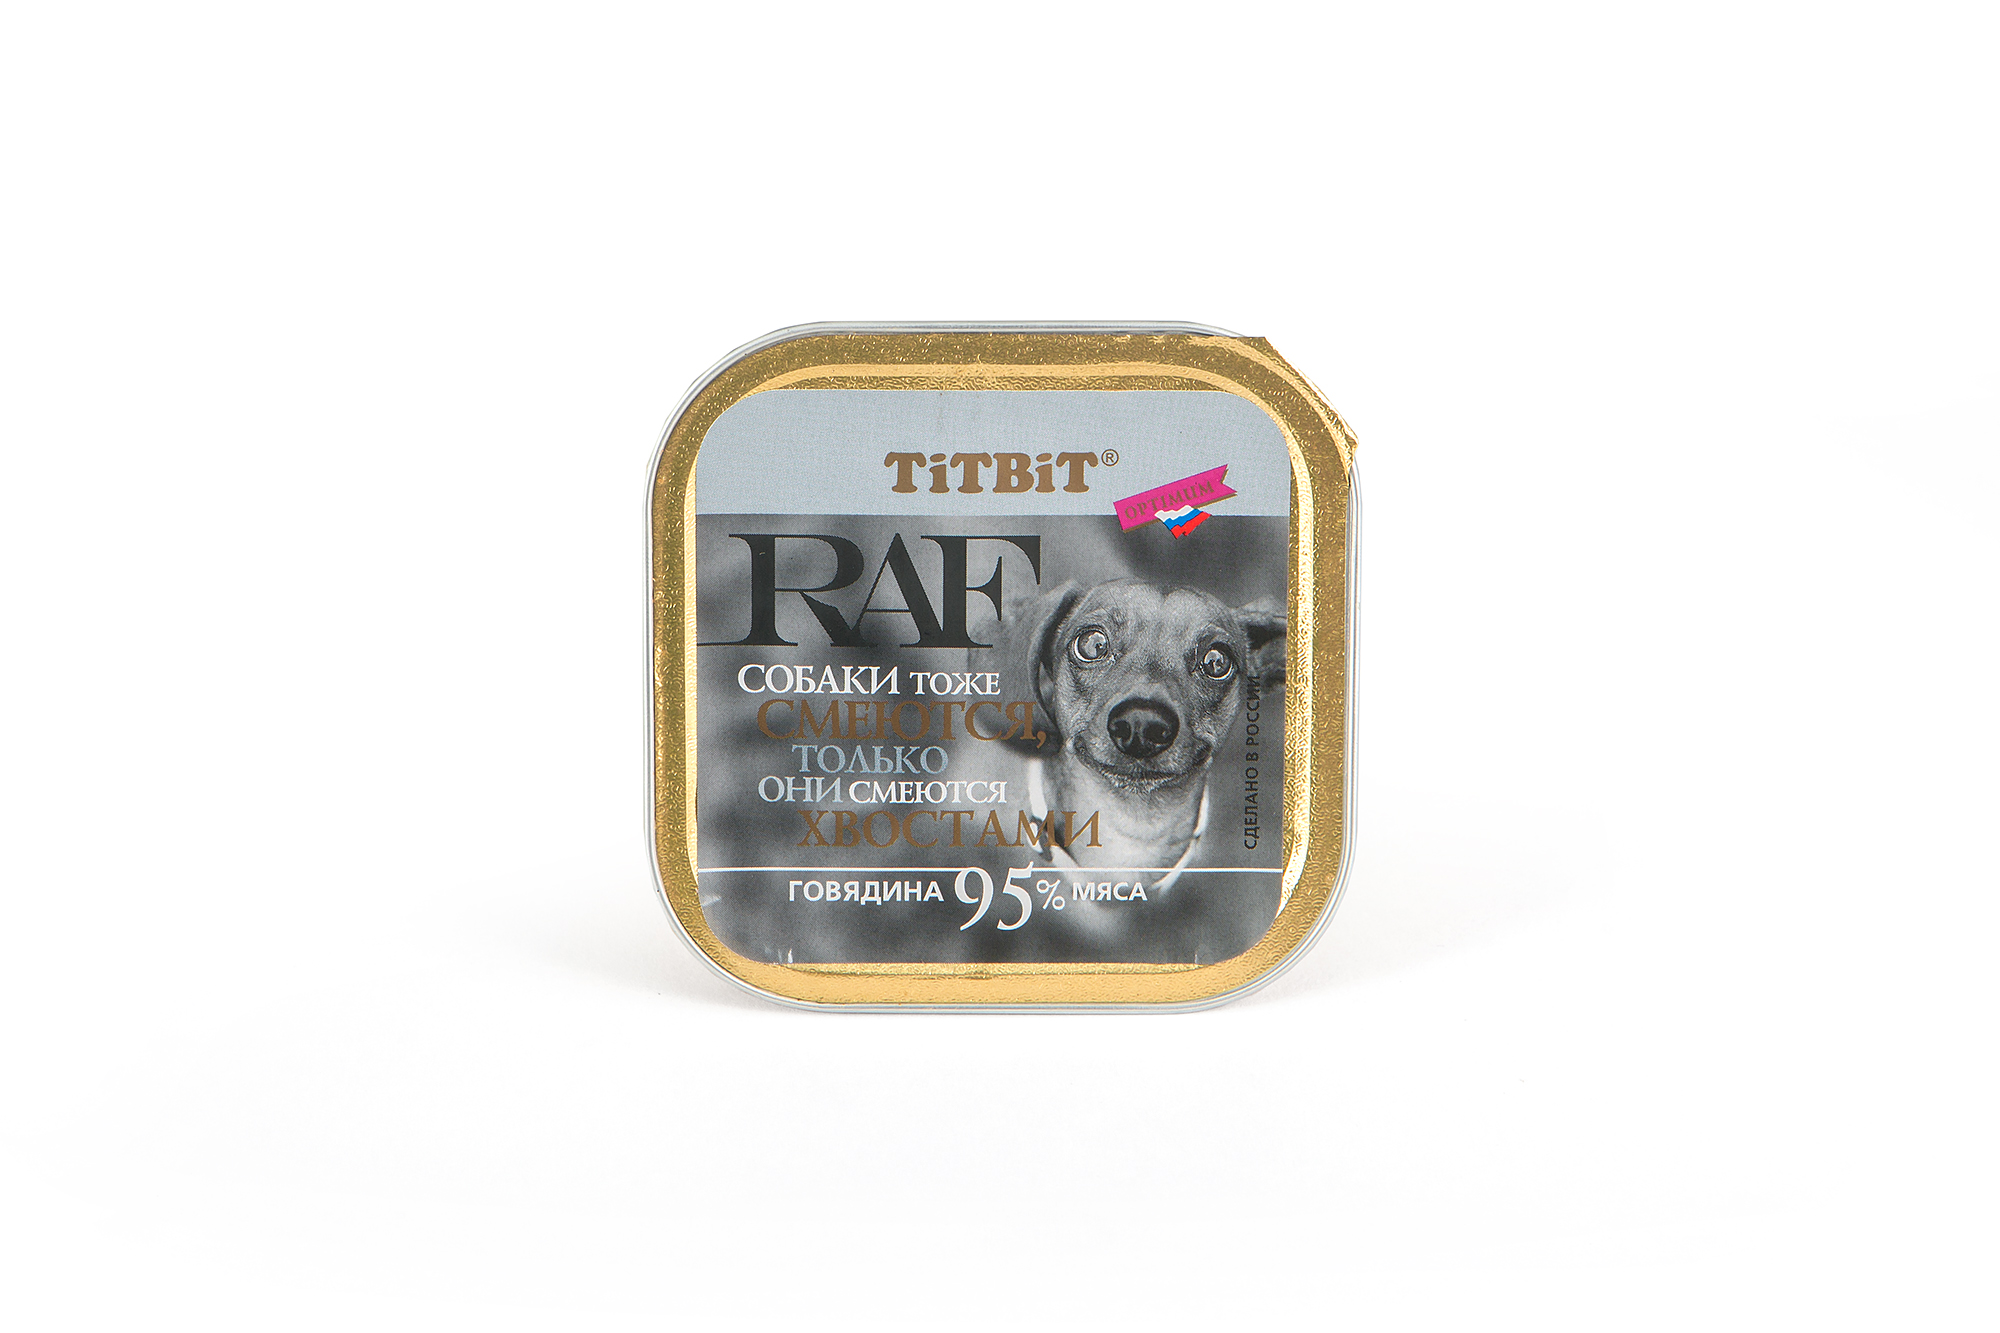 TiTBiT®
OPTIMUM
RAF
СОБАКИ ТОЖЕ
СМЕЮТСЯ,
ТОЛЬКО
ОНИ СМЕЮТСЯ
ХВОСТАМИ
СДЕЛАНО В РОССИИ
ГОВЯДИНА 95% МЯСА